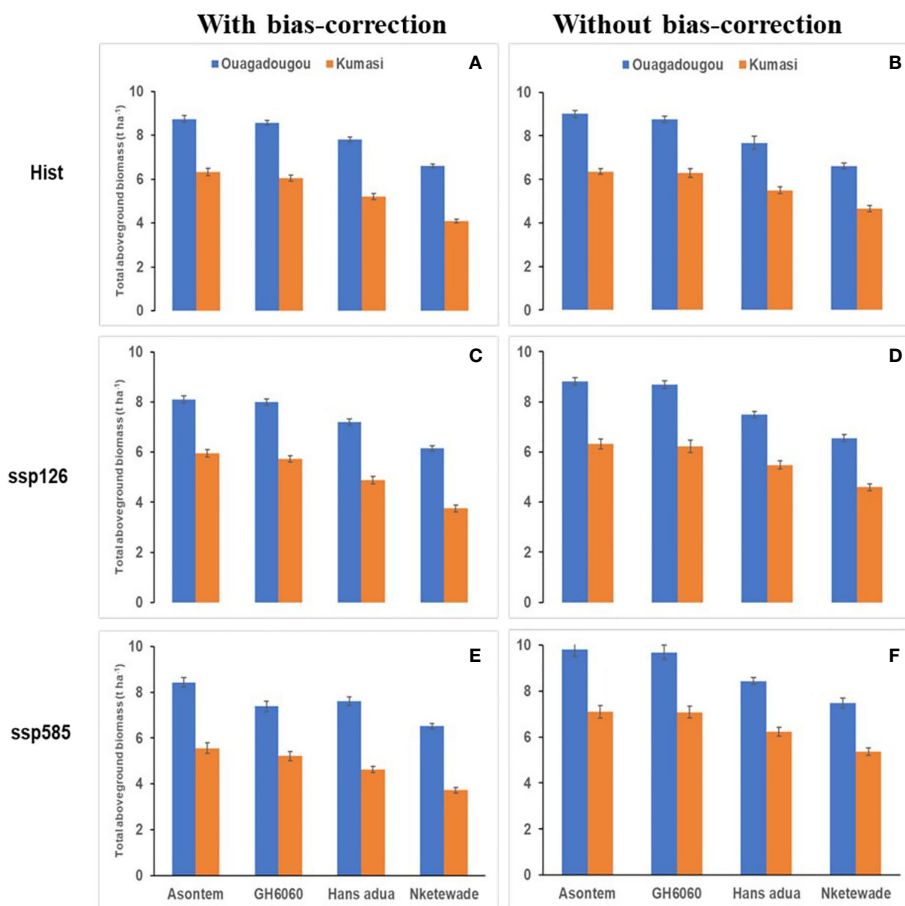 With bias-correction
Without bias-correction
Ouagadougou Kumasi A
Ouagadougou Kumasi B
Hist
Total aboveground biomass (t ha⁻¹)
10
8
6
4
2
0
10
8
6
4
2
0
C
D
ssp126
Total aboveground biomass (t ha⁻¹)
10
8
6
4
2
0
10
8
6
4
2
0
E
F
ssp585
Total aboveground biomass (t ha⁻¹)
10
8
6
4
2
0
10
8
6
4
2
0
Asontem GH6060 Hans adua Nketewade
Asontem GH6060 Hans adua Nketewade